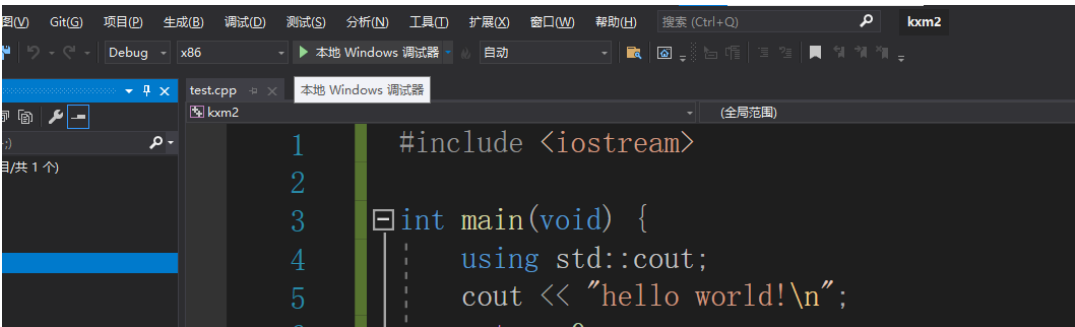 图(V) Git(G) 项目(P) 生成(B) 调试(D) 测试(S) 分析(N) 工具(T) 扩展(X) 窗口(W) 帮助(H) 搜索 (Ctrl+Q) kxm2
Debug x86 本地 Windows 调试器 自动
test.cpp 本地 Windows 调试器
kxm2 (全局范围)
;)
目/共 1 个)
1 #include <iostream>
2
3 int main(void) {
4 using std::cout;
5 cout << "hello world!\n";